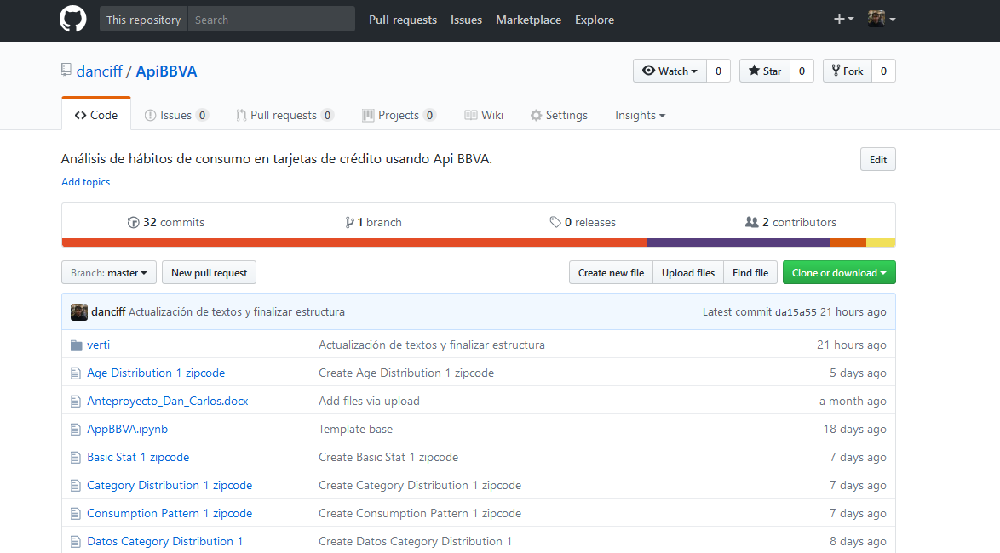 This repository Search Pull requests Issues Marketplace Explore
danciff / ApiBBVA Watch 0 Star 0 Fork 0
Code Issues 0 Pull requests 0 Projects 0 Wiki Settings Insights
Análisis de hábitos de consumo en tarjetas de crédito usando Api BBVA. Edit
Add topics
32 commits 1 branch 0 releases 2 contributors
Branch: master New pull request Create new file Upload files Find file Clone or download
danciff Actualización de textos y finalizar estructura Latest commit da15a55 21 hours ago
verti Actualización de textos y finalizar estructura 21 hours ago
Age Distribution 1 zipcode Create Age Distribution 1 zipcode 5 days ago
Anteproyecto_Dan_Carlos.docx Add files via upload a month ago
AppBBVA.ipynb Template base 18 days ago
Basic Stat 1 zipcode Create Basic Stat 1 zipcode 7 days ago
Category Distribution 1 zipcode Create Category Distribution 1 zipcode 7 days ago
Consumption Pattern 1 zipcode Create Consumption Pattern 1 zipcode 7 days ago
Datos Category Distribution 1 Create Datos Category Distribution 1 8 days ago